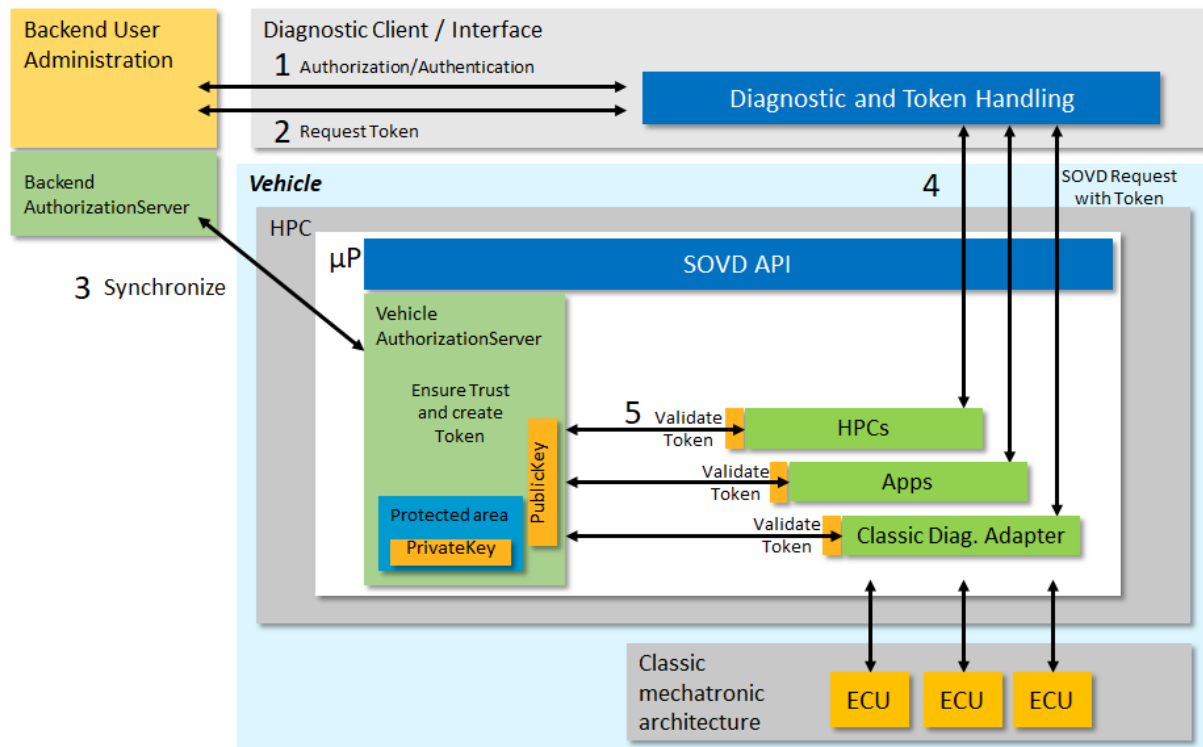 Backend User
Administration
Diagnostic Client / Interface
1 Authorization/Authentication
Diagnostic and Token Handling
2 Request Token
Backend
AuthorizationServer
Vehicle
4
SOVD Request
with Token
HPC
µP
SOVD API
3 Synchronize
Vehicle
AuthorizationServer
Ensure Trust
and create
Token
PublicKey
Protected area
PrivateKey
5 Validate
Token
HPCs
Validate
Token
Apps
Validate
Token
Classic Diag. Adapter
Classic
mechatronic
architecture
ECU
ECU
ECU